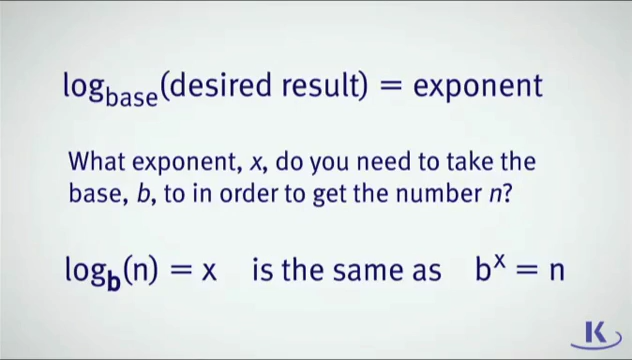 log_base(desired result) = exponent
What exponent, x, do you need to take the
base, b, to in order to get the number n?
log_b(n) = x is the same as b^x = n
K